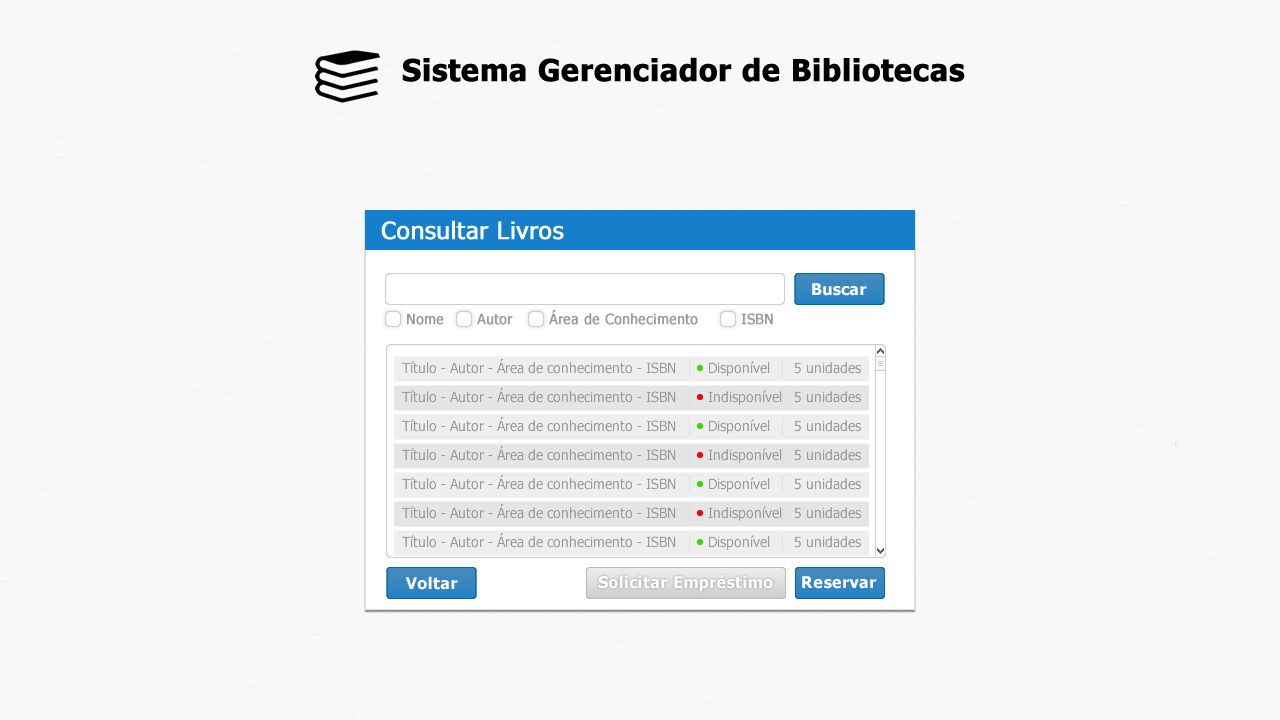 Sistema Gerenciador de Bibliotecas
Consultar Livros
Buscar
Nome Autor Área de Conhecimento ISBN
Título - Autor - Área de conhecimento - ISBN Disponível 5 unidades
Título - Autor - Área de conhecimento - ISBN Indisponível 5 unidades
Título - Autor - Área de conhecimento - ISBN Disponível 5 unidades
Título - Autor - Área de conhecimento - ISBN Indisponível 5 unidades
Título - Autor - Área de conhecimento - ISBN Disponível 5 unidades
Título - Autor - Área de conhecimento - ISBN Indisponível 5 unidades
Título - Autor - Área de conhecimento - ISBN Disponível 5 unidades
Voltar Solicitar Empréstimo Reservar